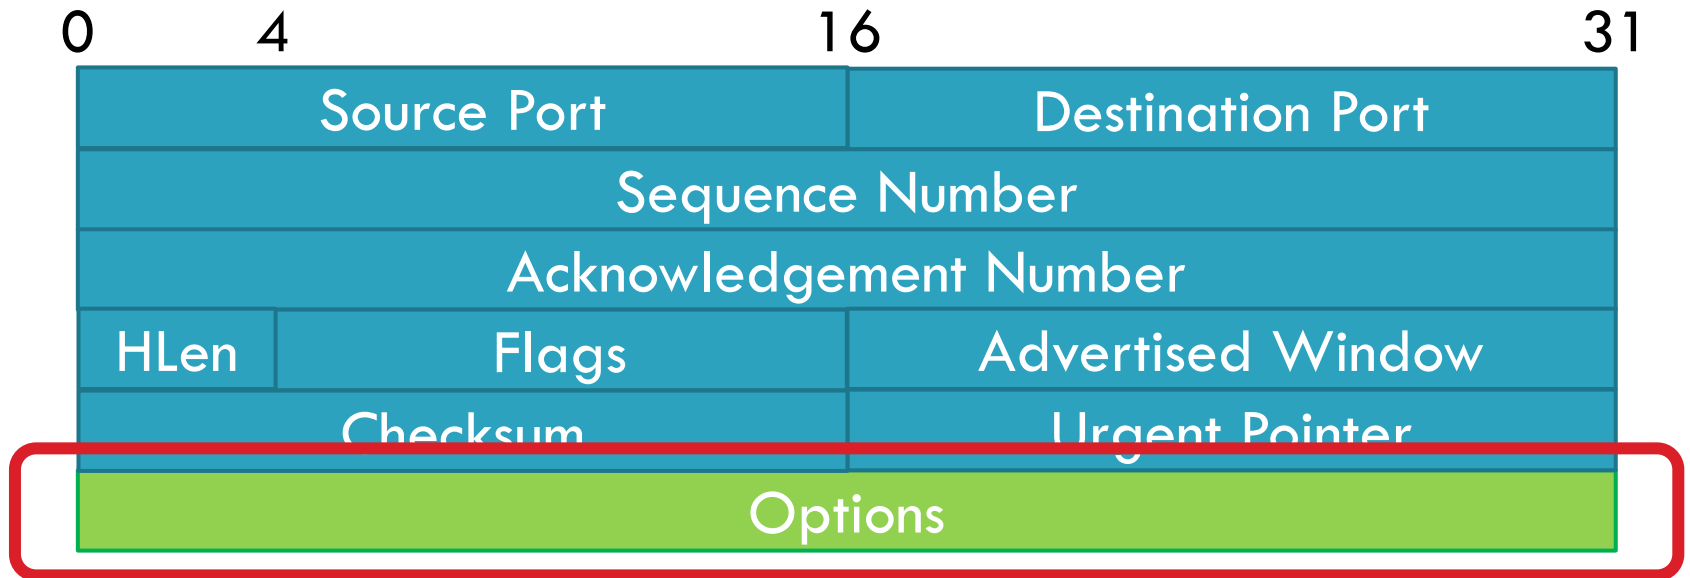 0 4 16 31
Source Port Destination Port
Sequence Number
Acknowledgement Number
HLen Flags Advertised Window
Checksum Urgent Pointer
Options